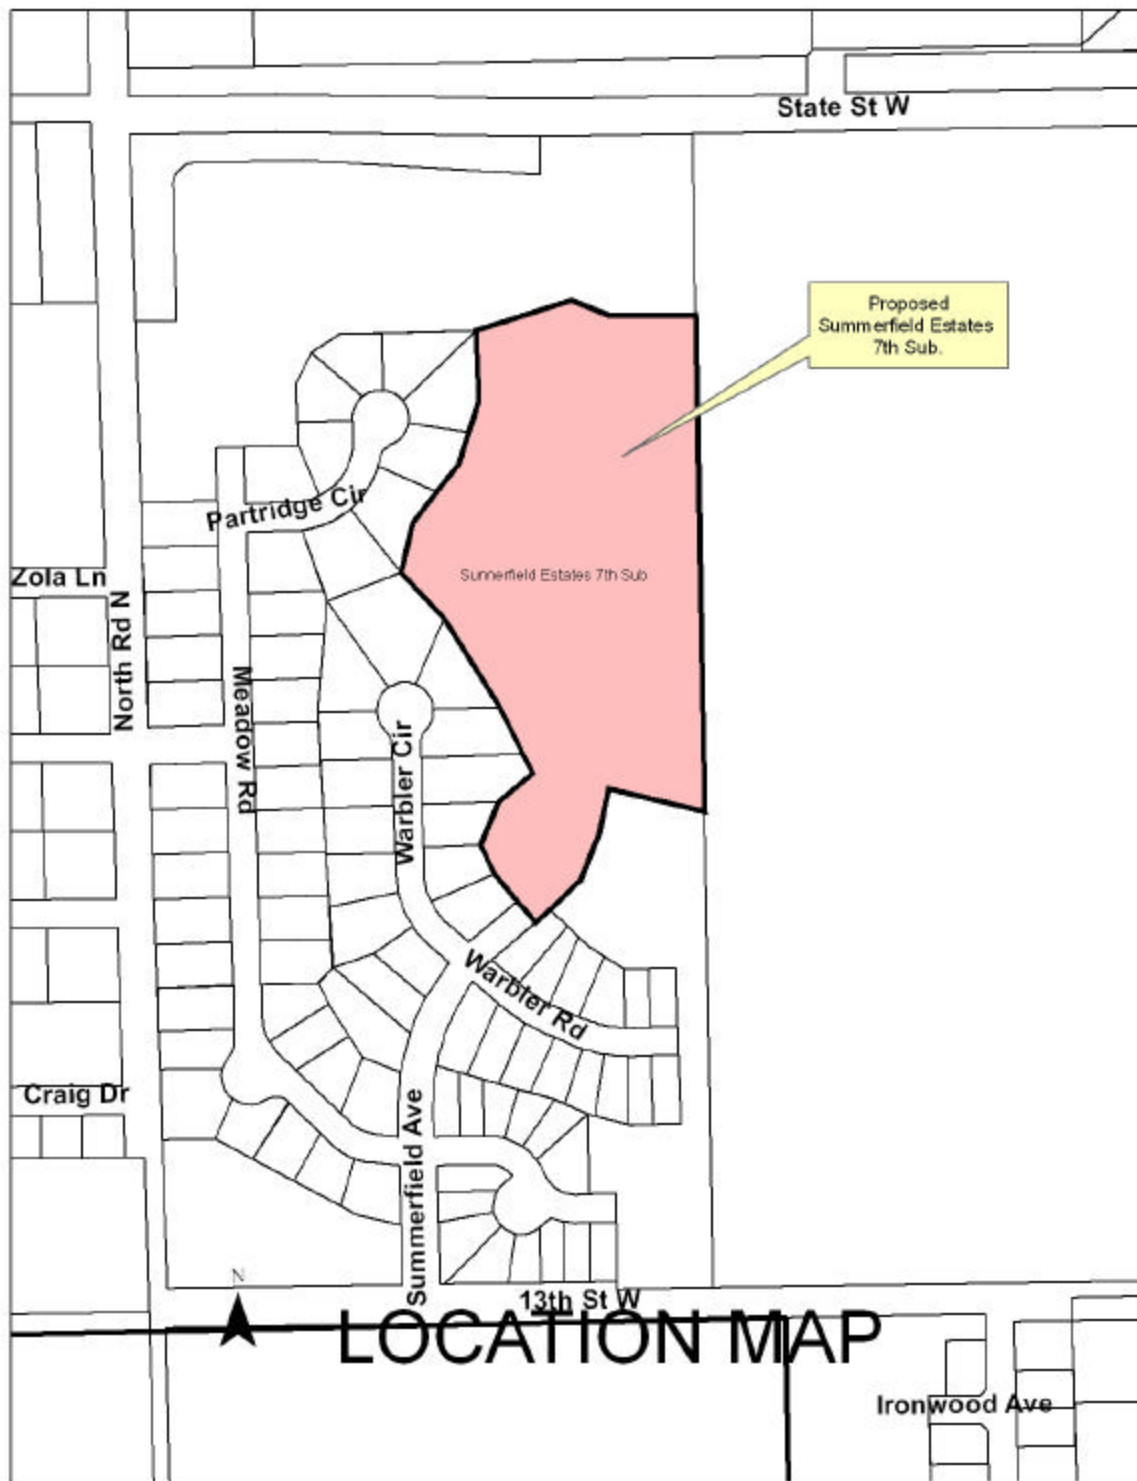 State St W
Proposed
Summerfield Estates
7th Sub.
Partridge Cir
Sunnerfield Estates 7th Sub
Zola Ln
North Rd N
Meadow Rd
Warbler Cir
Warbler Rd
Craig Dr
Summerfield Ave
N
13th St W
LOCATION MAP
Ironwood Ave